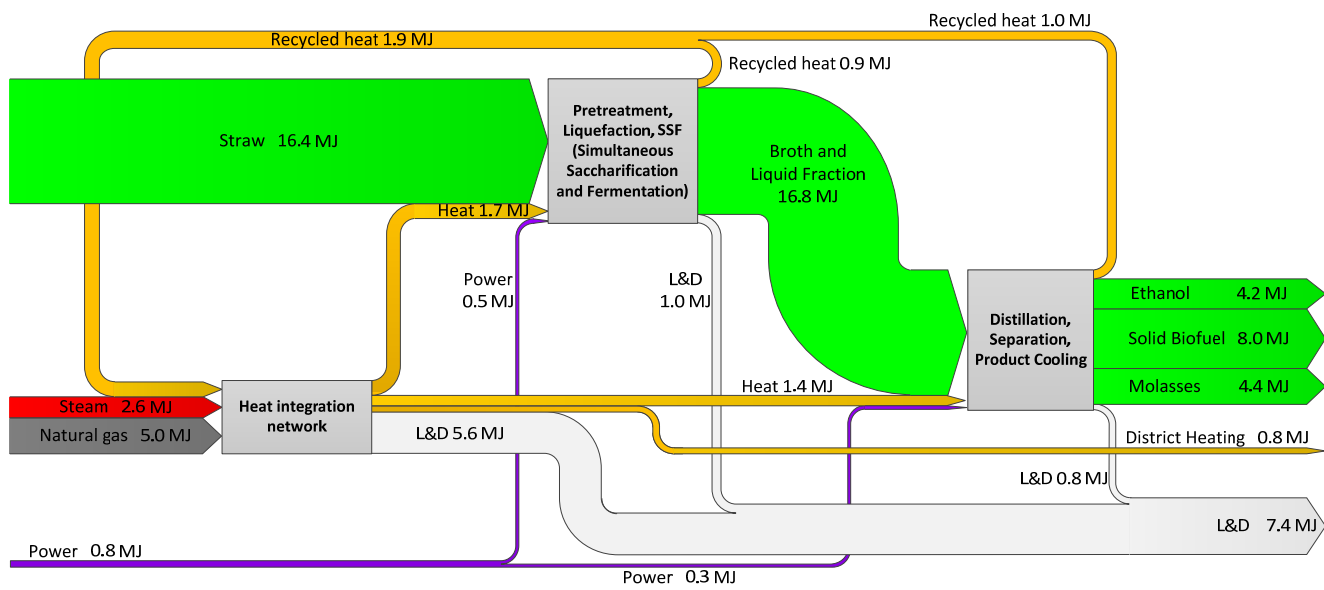 Recycled heat 1.0 MJ
Recycled heat 1.9 MJ
Recycled heat 0.9 MJ
Straw 16.4 MJ
Pretreatment,
Liquefaction, SSF
(Simultaneous
Saccharification
and Fermentation)
Broth and
Liquid Fraction
16.8 MJ
Heat 1.7 MJ
Power
0.5 MJ
L&D
1.0 MJ
Distillation,
Separation,
Product Cooling
Ethanol 4.2 MJ
Solid Biofuel 8.0 MJ
Molasses 4.4 MJ
Heat 1.4 MJ
Steam 2.6 MJ
Natural gas 5.0 MJ
Heat integration
network
L&D 5.6 MJ
District Heating 0.8 MJ
L&D 0.8 MJ
L&D 7.4 MJ
Power 0.8 MJ
Power 0.3 MJ